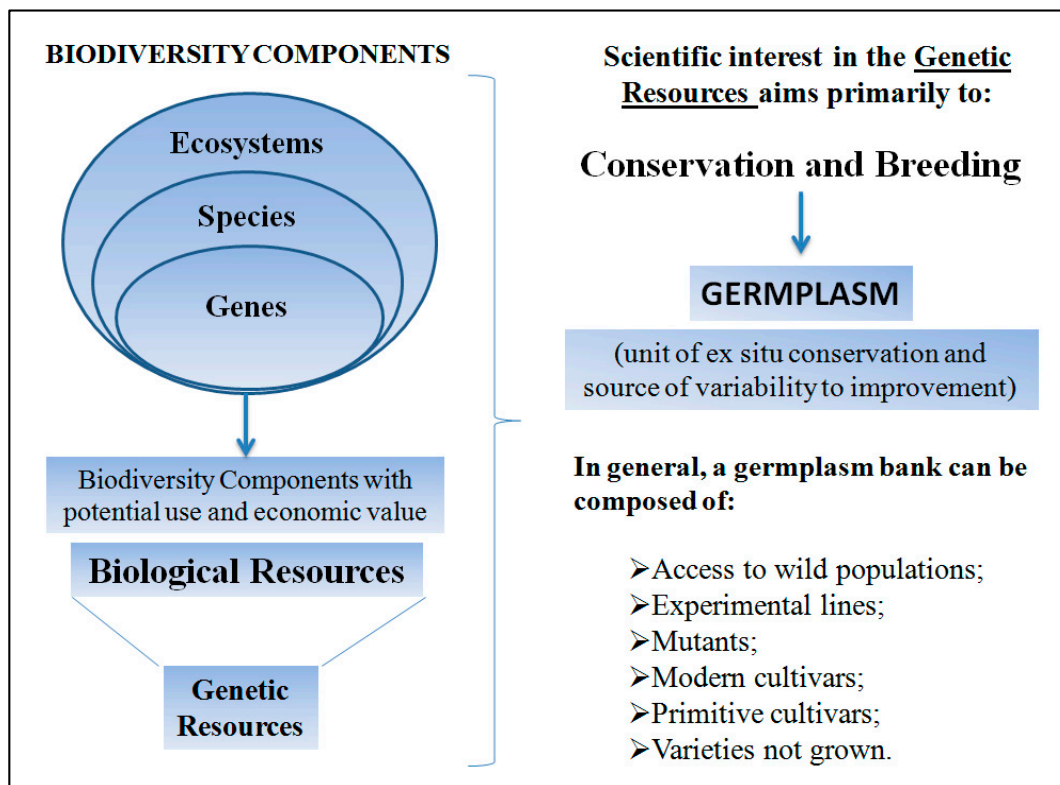 BIODIVERSITY COMPONENTS
Ecosystems
Species
Genes
Biodiversity Components with
potential use and economic value
Biological Resources
Genetic
Resources
Scientific interest in the Genetic
Resources aims primarily to:
Conservation and Breeding
GERMPLASM
(unit of ex situ conservation and
source of variability to improvement)
In general, a germplasm bank can be
composed of:
➢Access to wild populations;
➢Experimental lines;
➢Mutants;
➢Modern cultivars;
➢Primitive cultivars;
➢Varieties not grown.